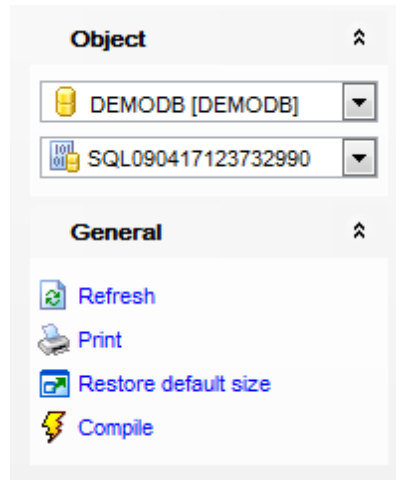 Object
DEMODB [DEMODB]
SQL090417123732990
General
Refresh
Print
Restore default size
Compile